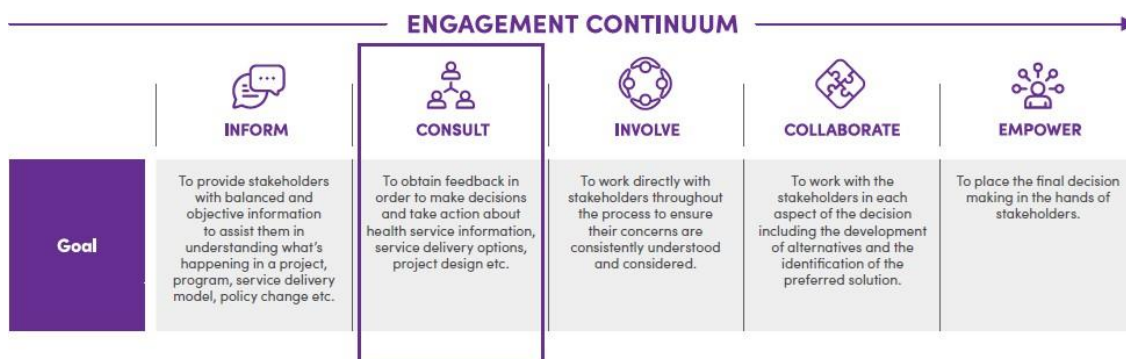 ENGAGEMENT CONTINUUM
INFORM
CONSULT
INVOLVE
COLLABORATE
EMPOWER
Goal
To provide stakeholders
with balanced and
objective information
to assist them in
understanding what's
happening in a project,
program, service delivery
model, policy change etc.
To obtain feedback in
order to make decisions
and take action about
health service information,
service delivery options,
project design etc.
To work directly with
stakeholders throughout
the process to ensure
their concerns are
consistently understood
and considered.
To work with the
stakeholders in each
aspect of the decision
including the development
of alternatives and the
identification of the
preferred solution.
To place the final decision
making in the hands of
stakeholders.